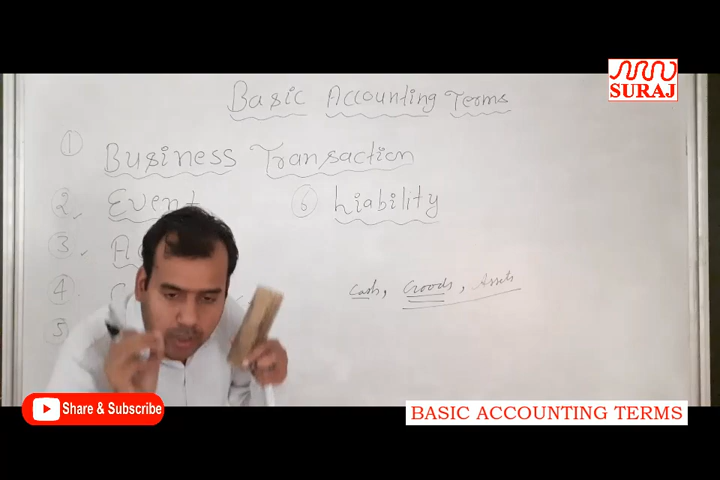 SURAJ
Basic Accounting Terms
① Business Transaction
2. Event
⑥ Liability
3.
4
5
Cash, Goods, Assets
Share & Subscribe
BASIC ACCOUNTING TERMS